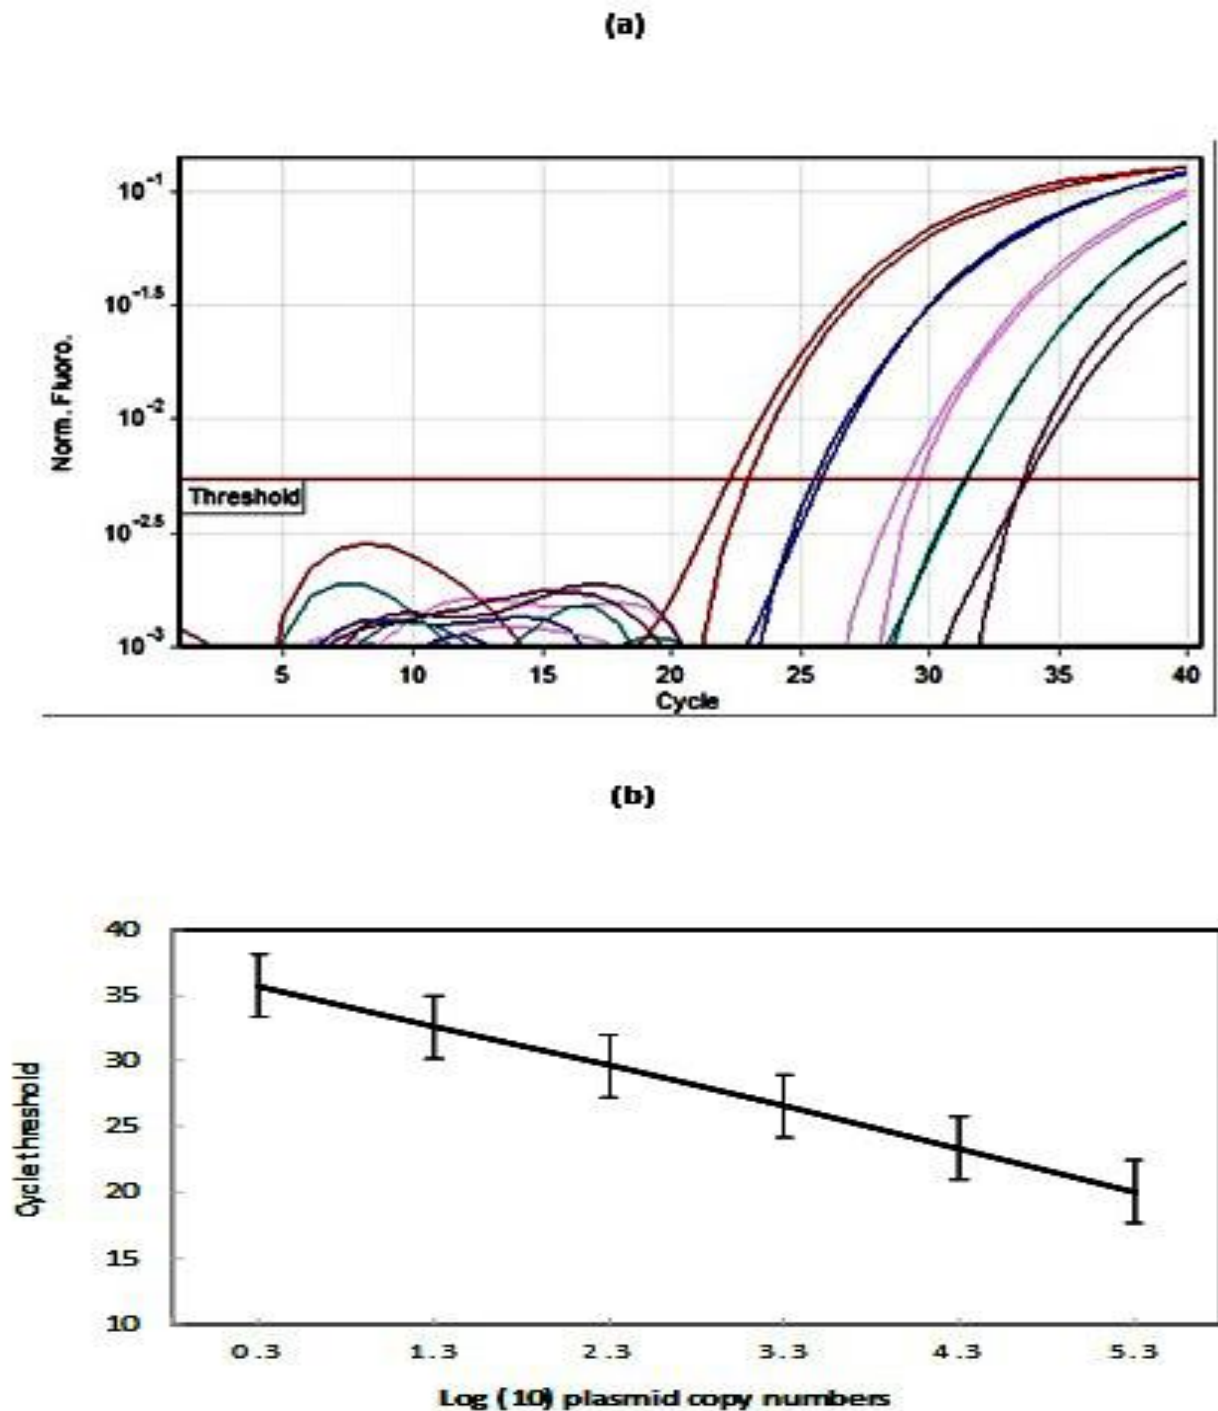 (a)
10-1
10-1.5
10-2
10-2.5
10-3
Norm. Fluoro.
Threshold
5 10 15 20 25 30 35 40
Cycle
(b)
40
35
30
25
20
15
10
Cycle threshold
0.3 1.3 2.3 3.3 4.3 5.3
Log (10) plasmid copy numbers